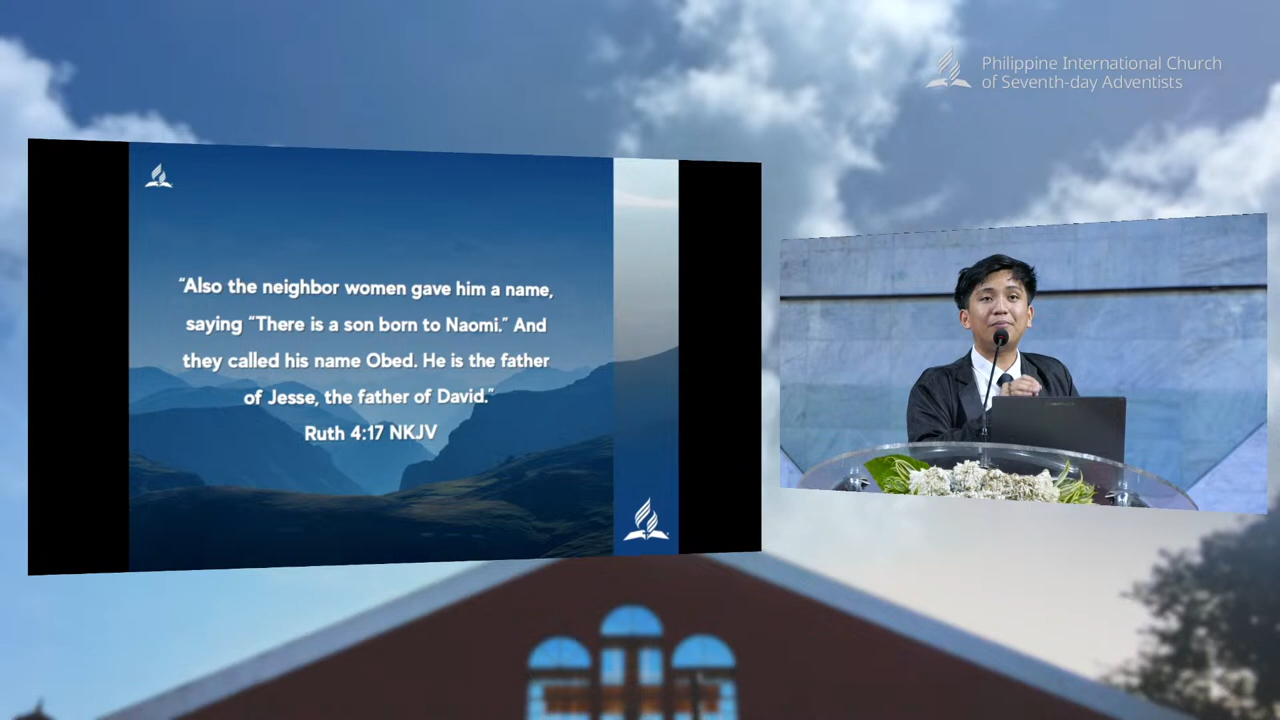 Philippine International Church
of Seventh-day Adventists
"Also the neighbor women gave him a name,
saying "There is a son born to Naomi." And
they called his name Obed. He is the father
of Jesse, the father of David."
Ruth 4:17 NKJV